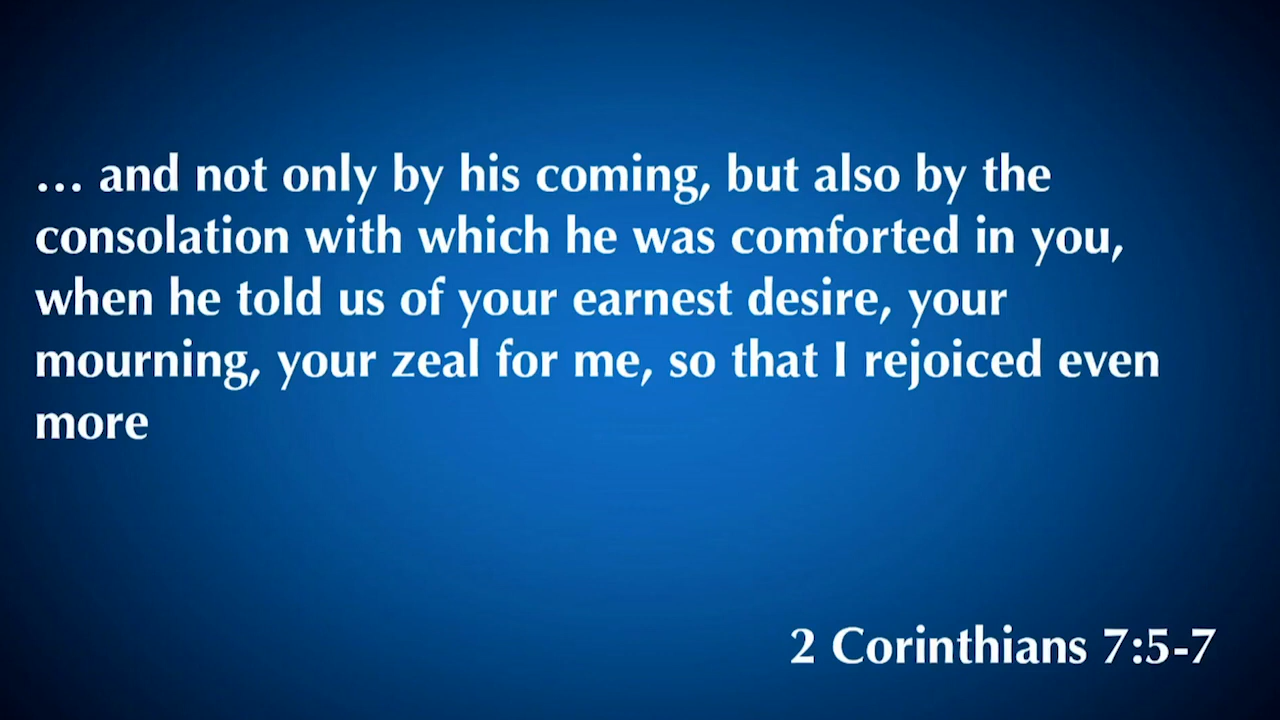 … and not only by his coming, but also by the
consolation with which he was comforted in you,
when he told us of your earnest desire, your
mourning, your zeal for me, so that I rejoiced even
more
2 Corinthians 7:5-7